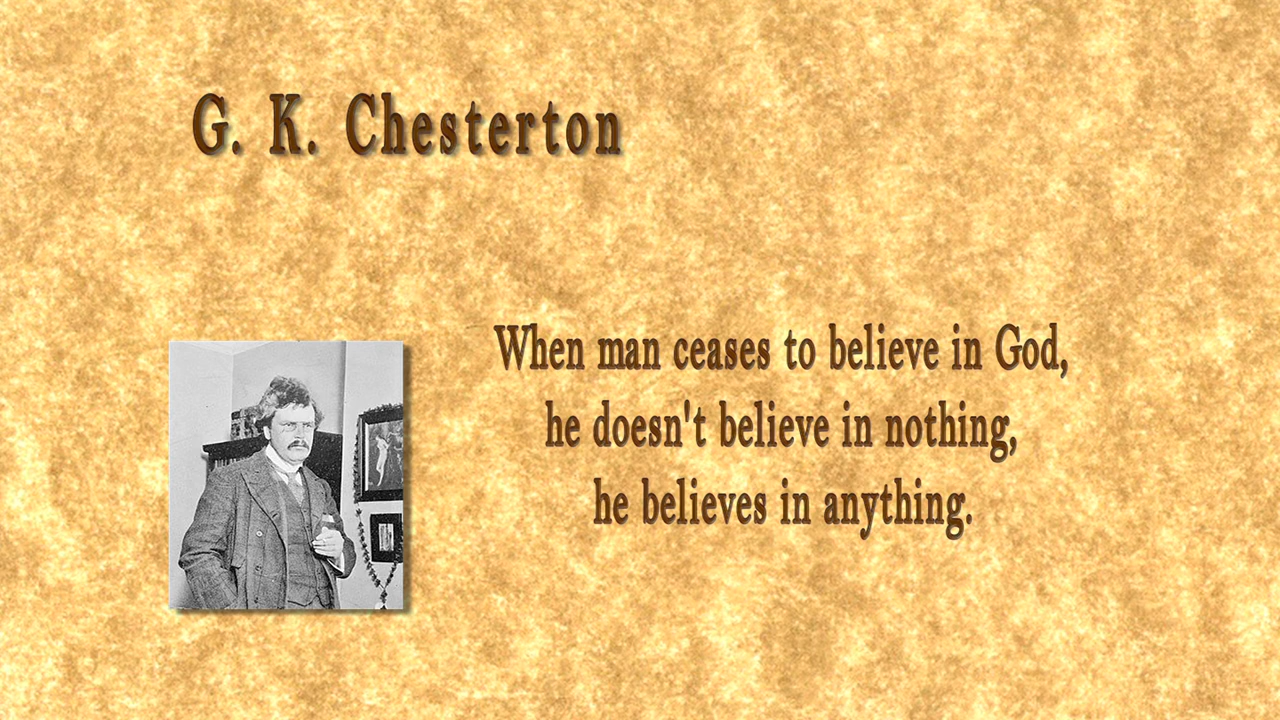 G. K. Chesterton
When man ceases to believe in God,
he doesn't believe in nothing,
he believes in anything.